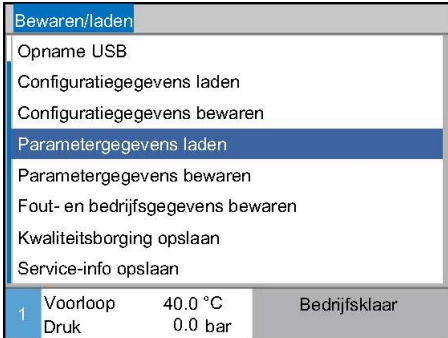 Bewaren/laden
Opname USB
Configuratiegegevens laden
Configuratiegegevens bewaren
Parametergegevens laden
Parametergegevens bewaren
Fout- en bedrijfsgegevens bewaren
Kwaliteitsborging opslaan
Service-info opslaan
1 Voorloop 40.0 °C Bedrijfsklaar
Druk 0.0 bar